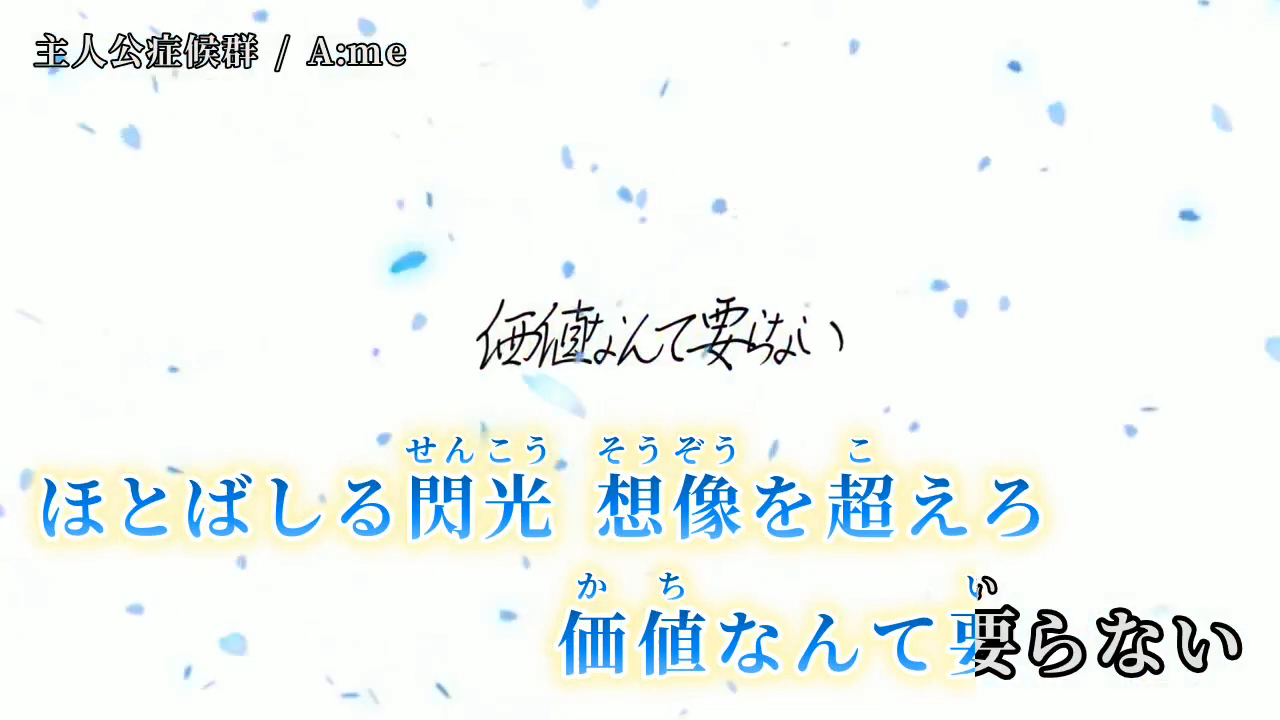 主人公症候群 / A:me
価値なんて要らない
せんこう そうぞう こ
ほとばしる閃光 想像を超えろ
かち い
価値なんて要らない